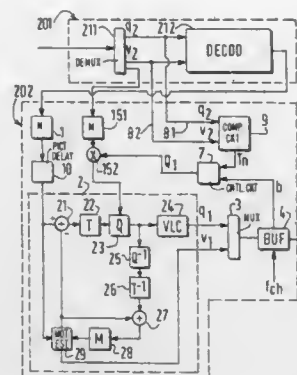 201
211
q2
212
DEMUX
v2
DECOD
202
M
1
M
151
82
81
q2
v2
COMP
CKT
9
PICT
DELAY
10
X
152
Q1
7
Tn
CNTL CKT
b
2
21
22
T
Q
23
24
VLC
q1
v1
3
MUX
BUF
4
fch
25
Q-1
26
T-1
27
MOT
EST.
29
M
28